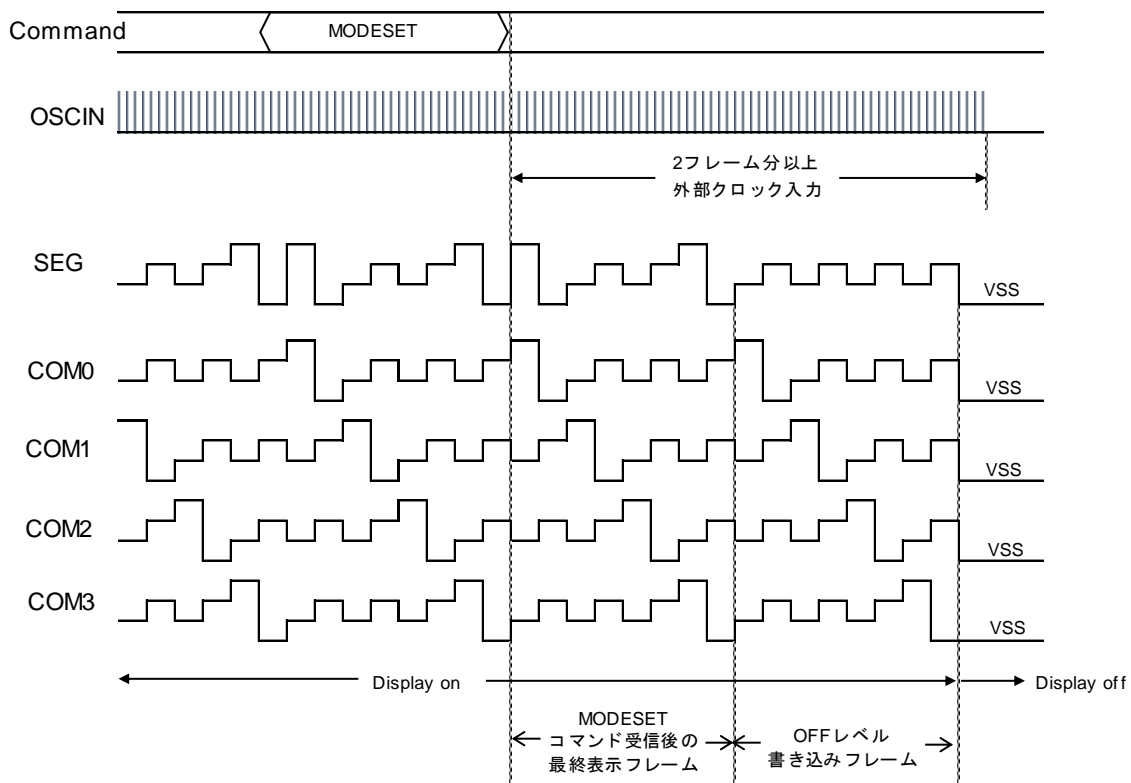 Command
MODESET
OSCIN
2フレーム分以上
外部クロック入力
SEG
VSS
COM0
VSS
COM1
VSS
COM2
VSS
COM3
VSS
Display on
Display off
MODESET
コマンド受信後の
最終表示フレーム
OFFレベル
書き込みフレーム